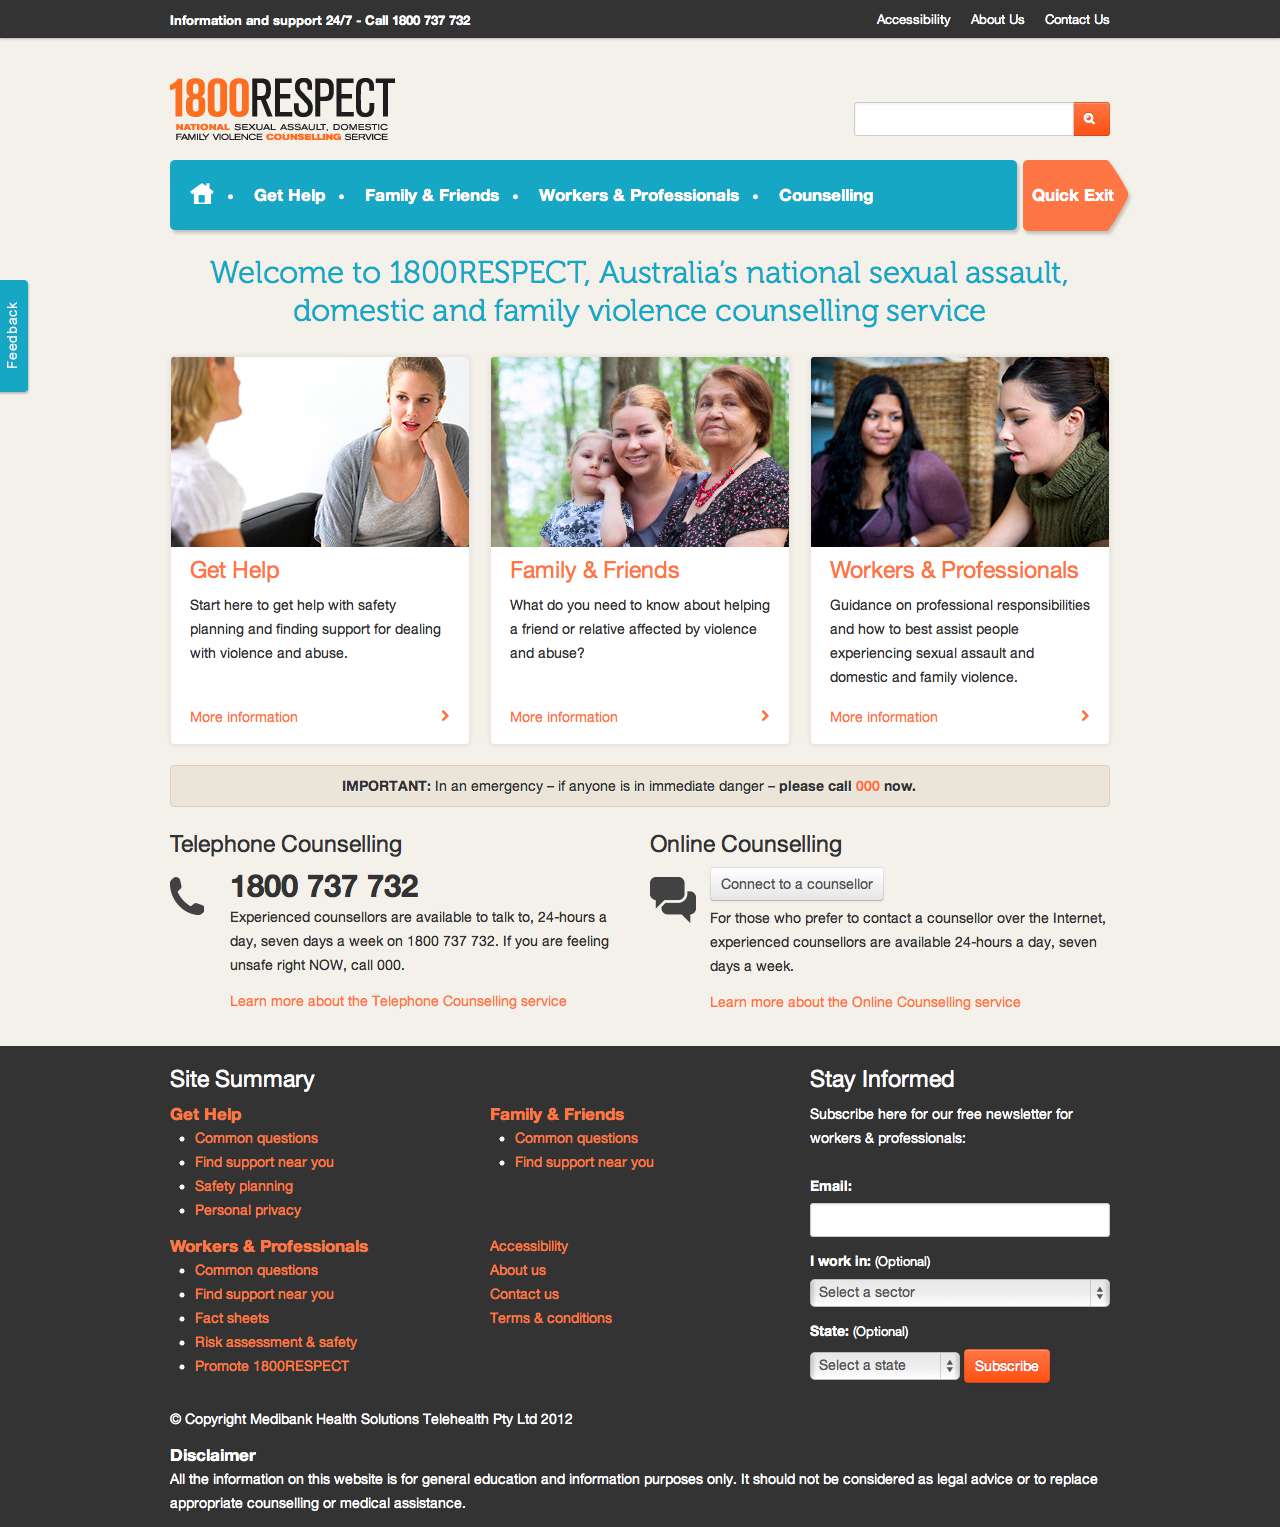 Information and support 24/7 - Call 1800 737 732
Accessibility
About Us
Contact Us
1800RESPECT
NATIONAL SEXUAL ASSAULT, DOMESTIC
FAMILY VIOLENCE COUNSELLING SERVICE
Get Help
Family & Friends
Workers & Professionals
Counselling
Quick Exit
Feedback
Welcome to 1800RESPECT, Australia’s national sexual assault,
domestic and family violence counselling service
Get Help
Start here to get help with safety
planning and finding support for dealing
with violence and abuse.
More information
Family & Friends
What do you need to know about helping
a friend or relative affected by violence
and abuse?
More information
Workers & Professionals
Guidance on professional responsibilities
and how to best assist people
experiencing sexual assault and
domestic and family violence.
More information
IMPORTANT: In an emergency – if anyone is in immediate danger – please call 000 now.
Telephone Counselling
1800 737 732
Experienced counsellors are available to talk to, 24-hours a
day, seven days a week on 1800 737 732. If you are feeling
unsafe right NOW, call 000.
Learn more about the Telephone Counselling service
Online Counselling
Connect to a counsellor
For those who prefer to contact a counsellor over the Internet,
experienced counsellors are available 24-hours a day, seven
days a week.
Learn more about the Online Counselling service
Site Summary
Get Help
Common questions
Find support near you
Safety planning
Personal privacy
Family & Friends
Common questions
Find support near you
Workers & Professionals
Common questions
Find support near you
Fact sheets
Risk assessment & safety
Promote 1800RESPECT
Accessibility
About us
Contact us
Terms & conditions
Stay Informed
Subscribe here for our free newsletter for
workers & professionals:
Email:
I work in: (Optional)
Select a sector
State: (Optional)
Select a state
Subscribe
© Copyright Medibank Health Solutions Telehealth Pty Ltd 2012
Disclaimer
All the information on this website is for general education and information purposes only. It should not be considered as legal advice or to replace
appropriate counselling or medical assistance.